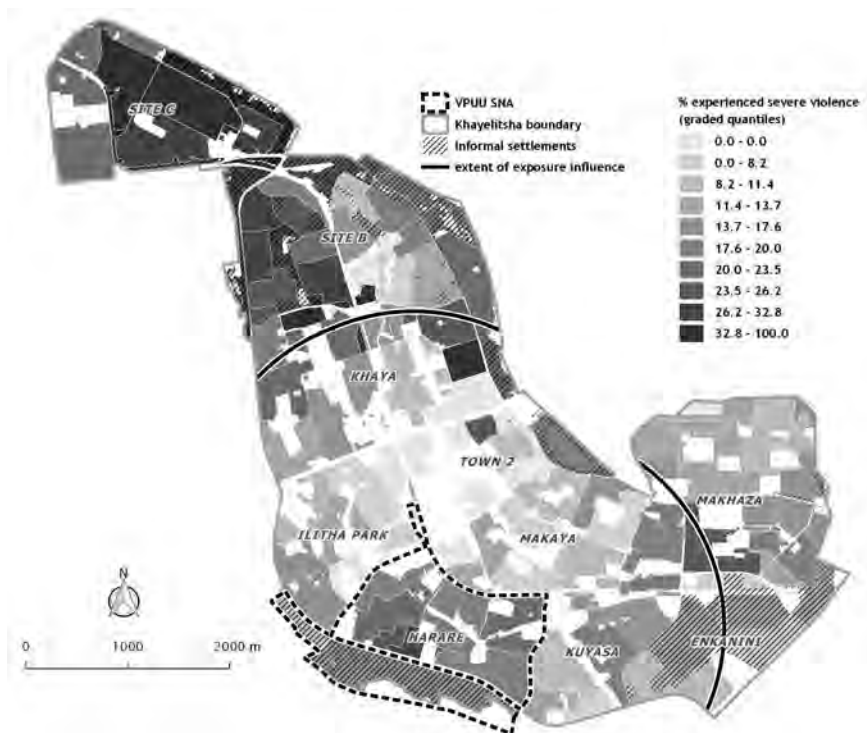 SITE C
VPUU SNA
Khayelitsha boundary
Informal settlements
extent of exposure influence
% experienced severe violence
(graded quantiles)
0.0 - 0.0
0.0 - 8.2
8.2 - 11.4
11.4 - 13.7
13.7 - 17.6
17.6 - 20.0
20.0 - 23.5
23.5 - 26.2
26.2 - 32.8
32.8 - 100.0
SITE B
KHAYA
TOWN 2
MAKHAZA
ILITHA PARK
MAKAYA
N
HARARE
KUYASA
ENKANINI
0 1000 2000 m